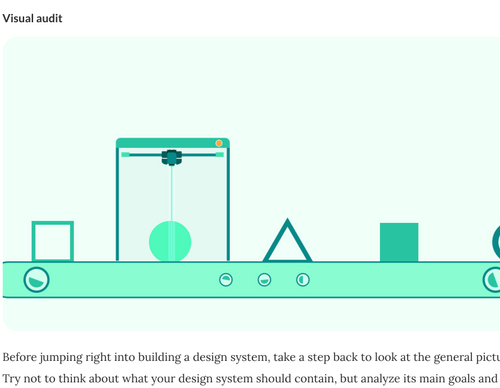 Visual audit
Before jumping right into building a design system, take a step back to look at the general
Try not to think about what your design system should contain, but analyze its main goals and